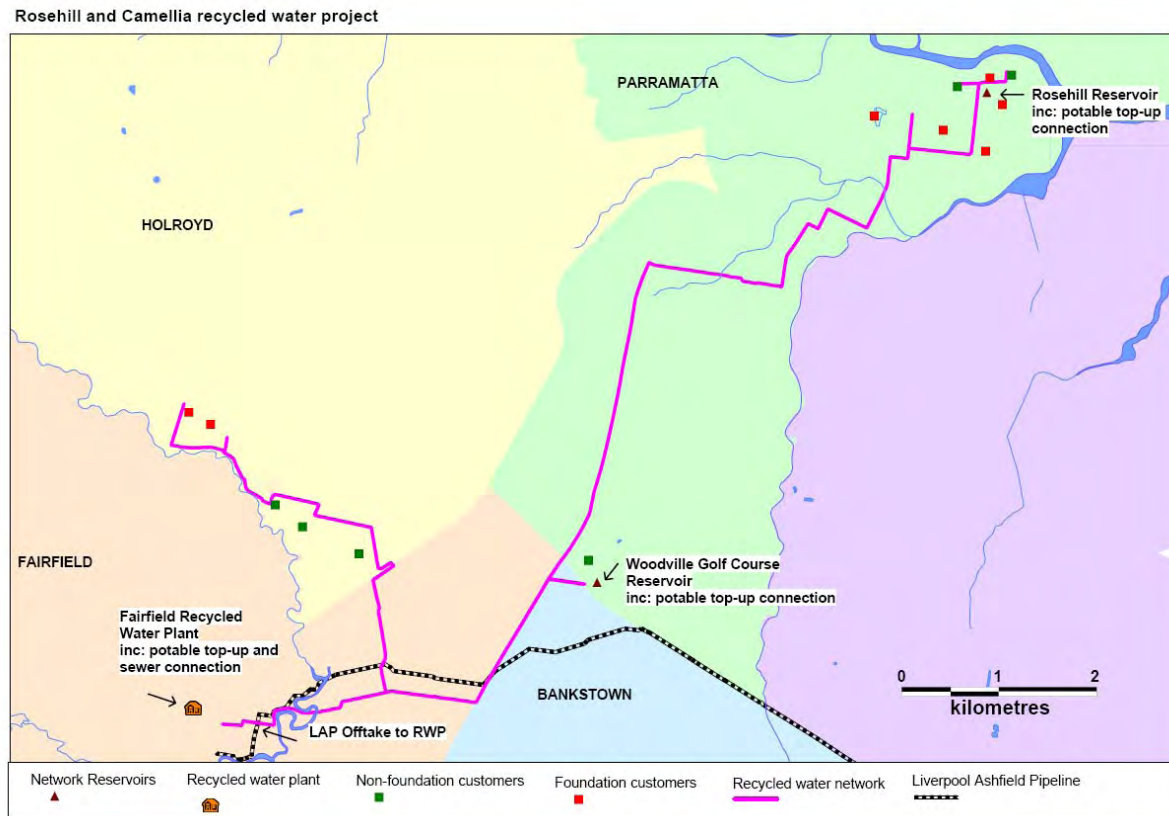 Rosehill and Camellia recycled water project
PARRAMATTA
Rosehill Reservoir
inc: potable top-up
connection
HOLROYD
FAIRFIELD
Woodville Golf Course
Reservoir
inc: potable top-up connection
Fairfield Recycled
Water Plant
inc: potable top-up and
sewer connection
BANKSTOWN
LAP Offtake to RWP
0 1 2
kilometres
Network Reservoirs
Recycled water plant
Non-foundation customers
Foundation customers
Recycled water network
Liverpool Ashfield Pipeline